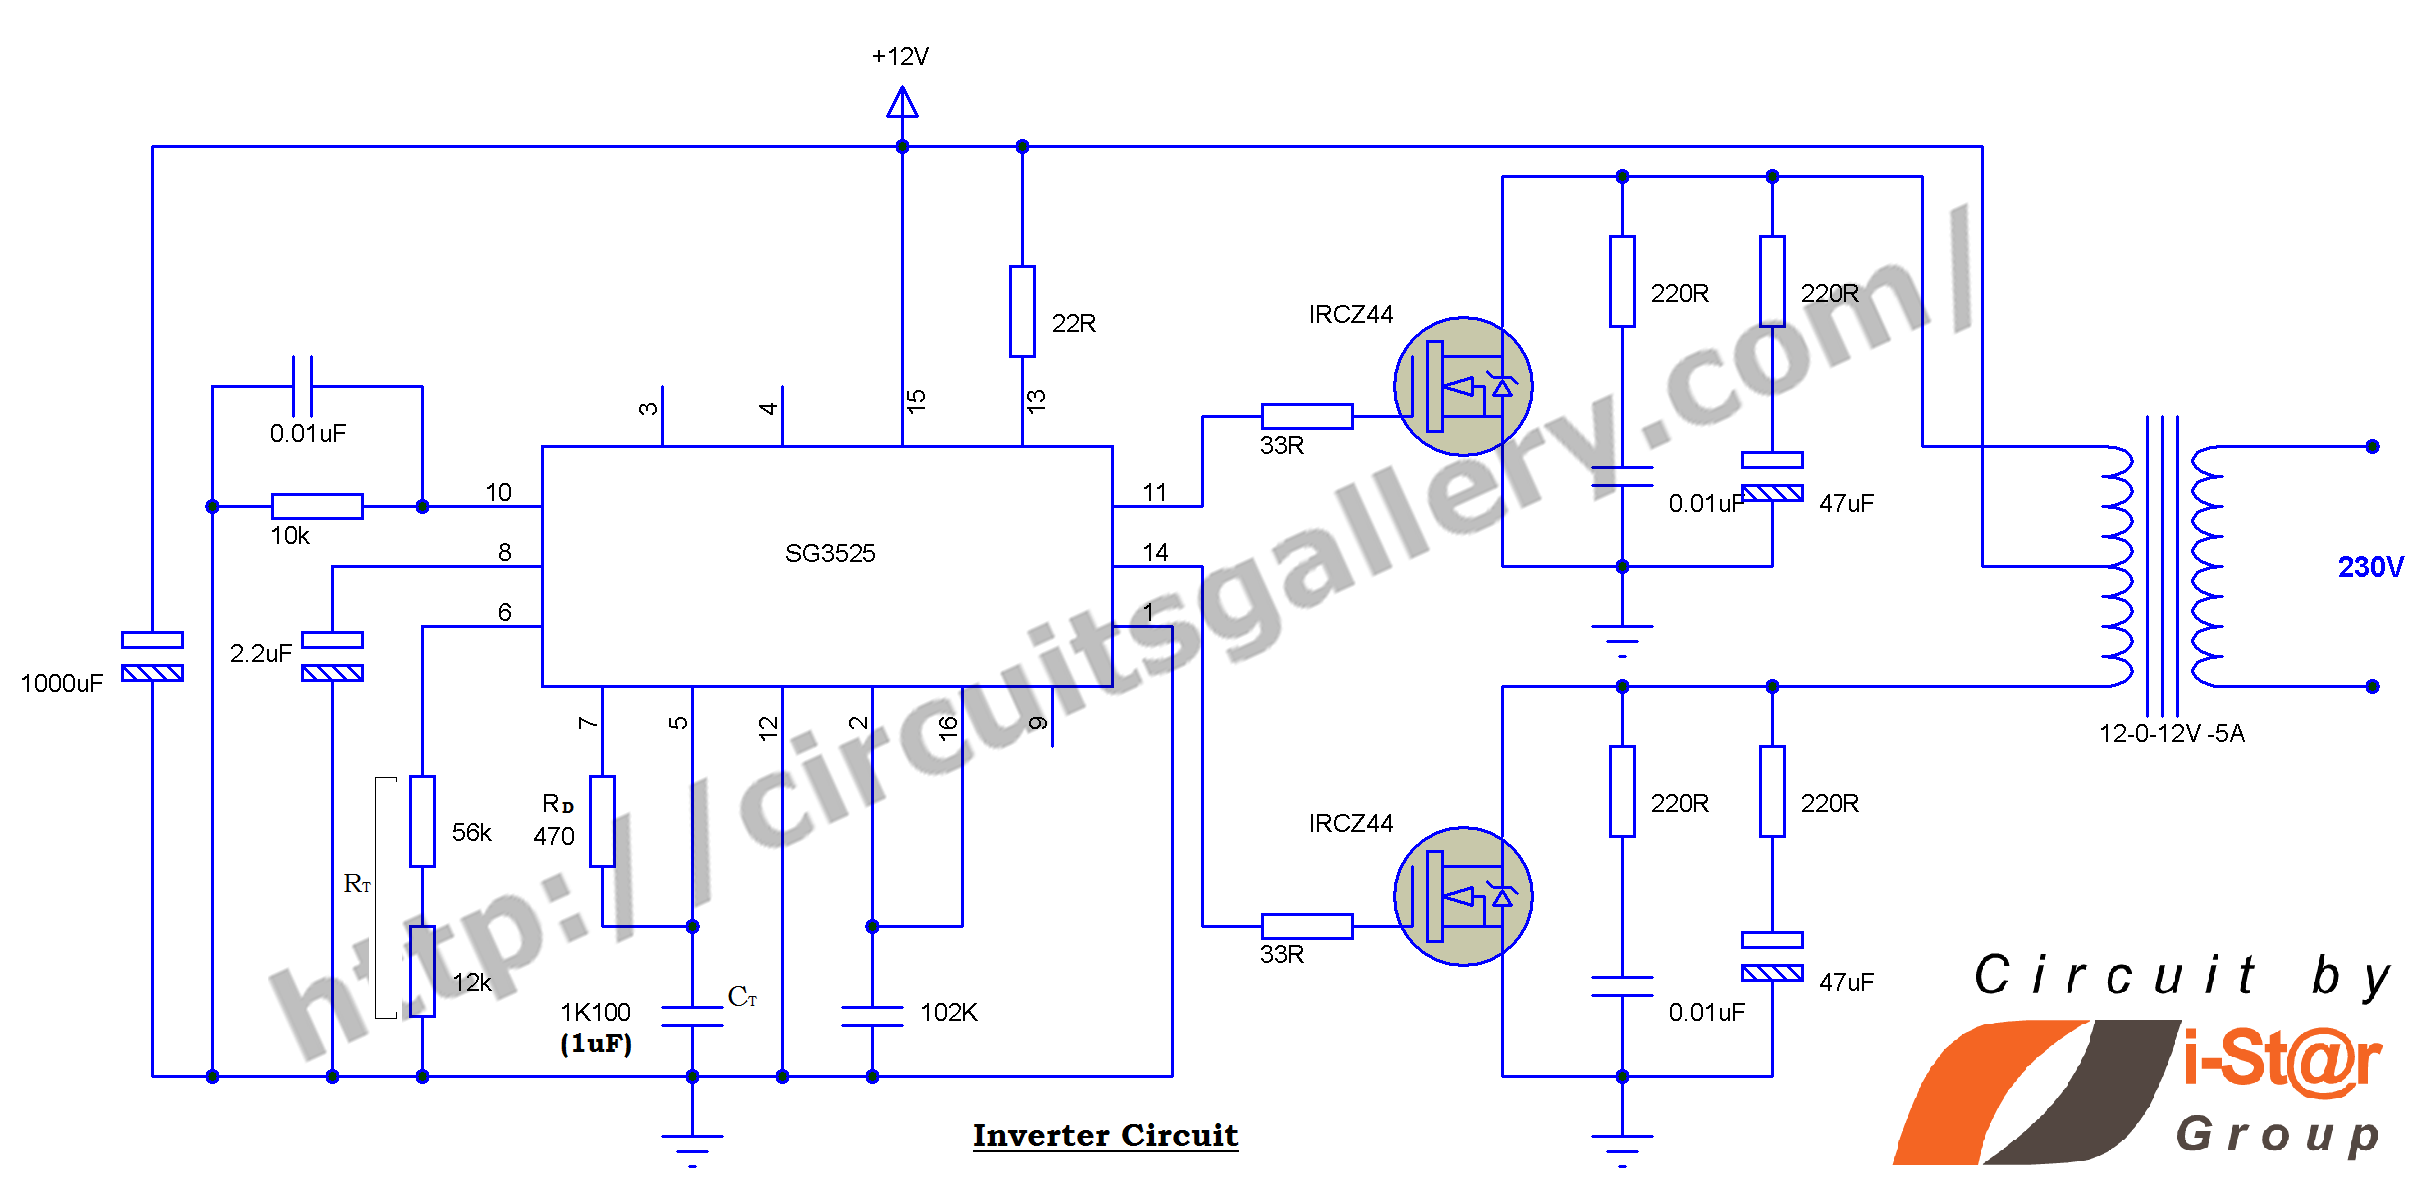 +12V
22R
IRCZ44
220R
220R
3
4
15
13
0.01uF
33R
10
11
0.01uF
47uF
10k
8
SG3525
14
230V
6
1
2.2uF
1000uF
7
5
12
2
16
9
12-0-12V -5A
RD
470
56k
IRCZ44
220R
220R
RT
33R
12k
CT
1K100
(1uF)
102K
0.01uF
47uF
http://circuitsgallery.com/
Inverter Circuit
Circuit by
i-St@r
Group